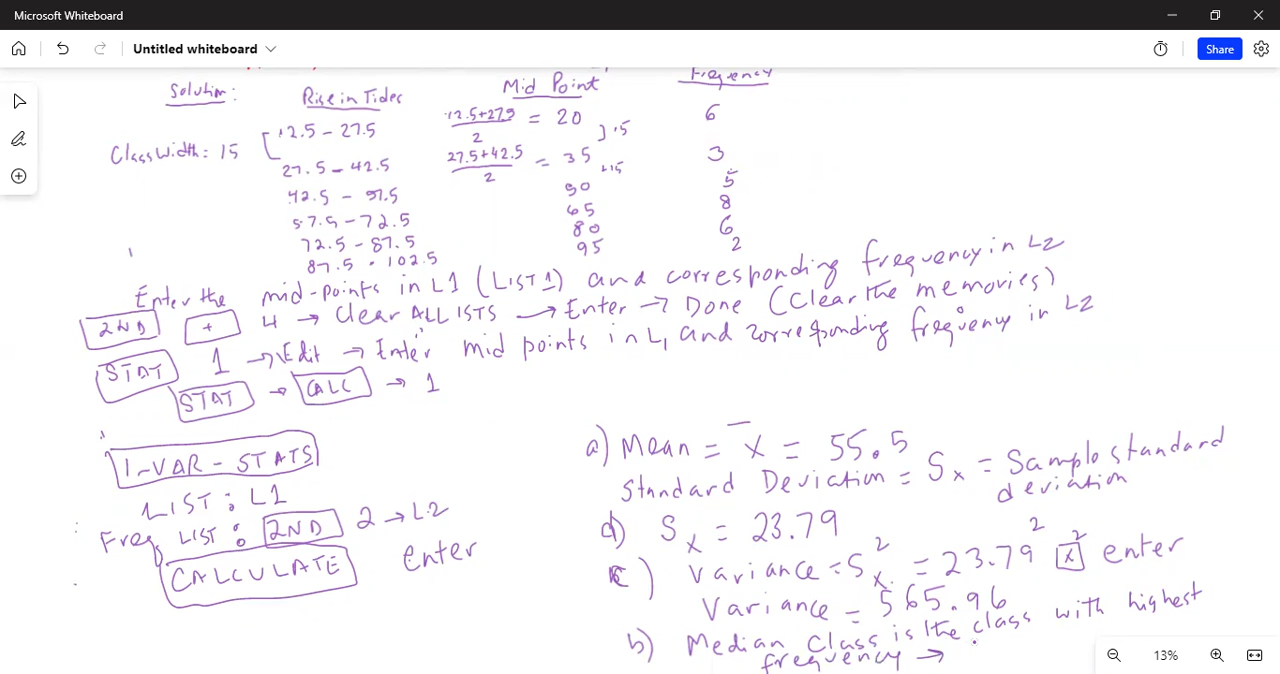 Microsoft Whiteboard
Untitled whiteboard
Share
Solution:
Rise in Tides
Mid Point
Frequency
Class Width: 15
12.5 - 27.5
12.5+27.5
2
= 20
6
}15
27.5 - 42.5
27.5+42.5
2
= 35
3
+15
42.5 - 57.5
50
5
57.5 - 72.5
65
8
72.5 - 87.5
80
6
87.5 - 102.5
95
2
Enter the mid-points in L1 (LIST 1) and corresponding frequency in L2
2ND + 4 → Clear ALL LISTS → Enter → Done (Clear the memories)
STAT 1 → Edit → Enter mid points in L1 and corresponding frequency in L2
STAT → CALC → 1
1-VAR-STATS
LIST: L1
Freq LIST: 2ND 2 → L2
CALCULATE enter
a) Mean = x̄ = 55.5
Standard Deviation = Sx = Sample standard deviation
d) Sx = 23.79
c) Variance = Sx² = 23.79² x² enter
Variance = 565.96
b) Median Class is the class with highest
frequency →
13%